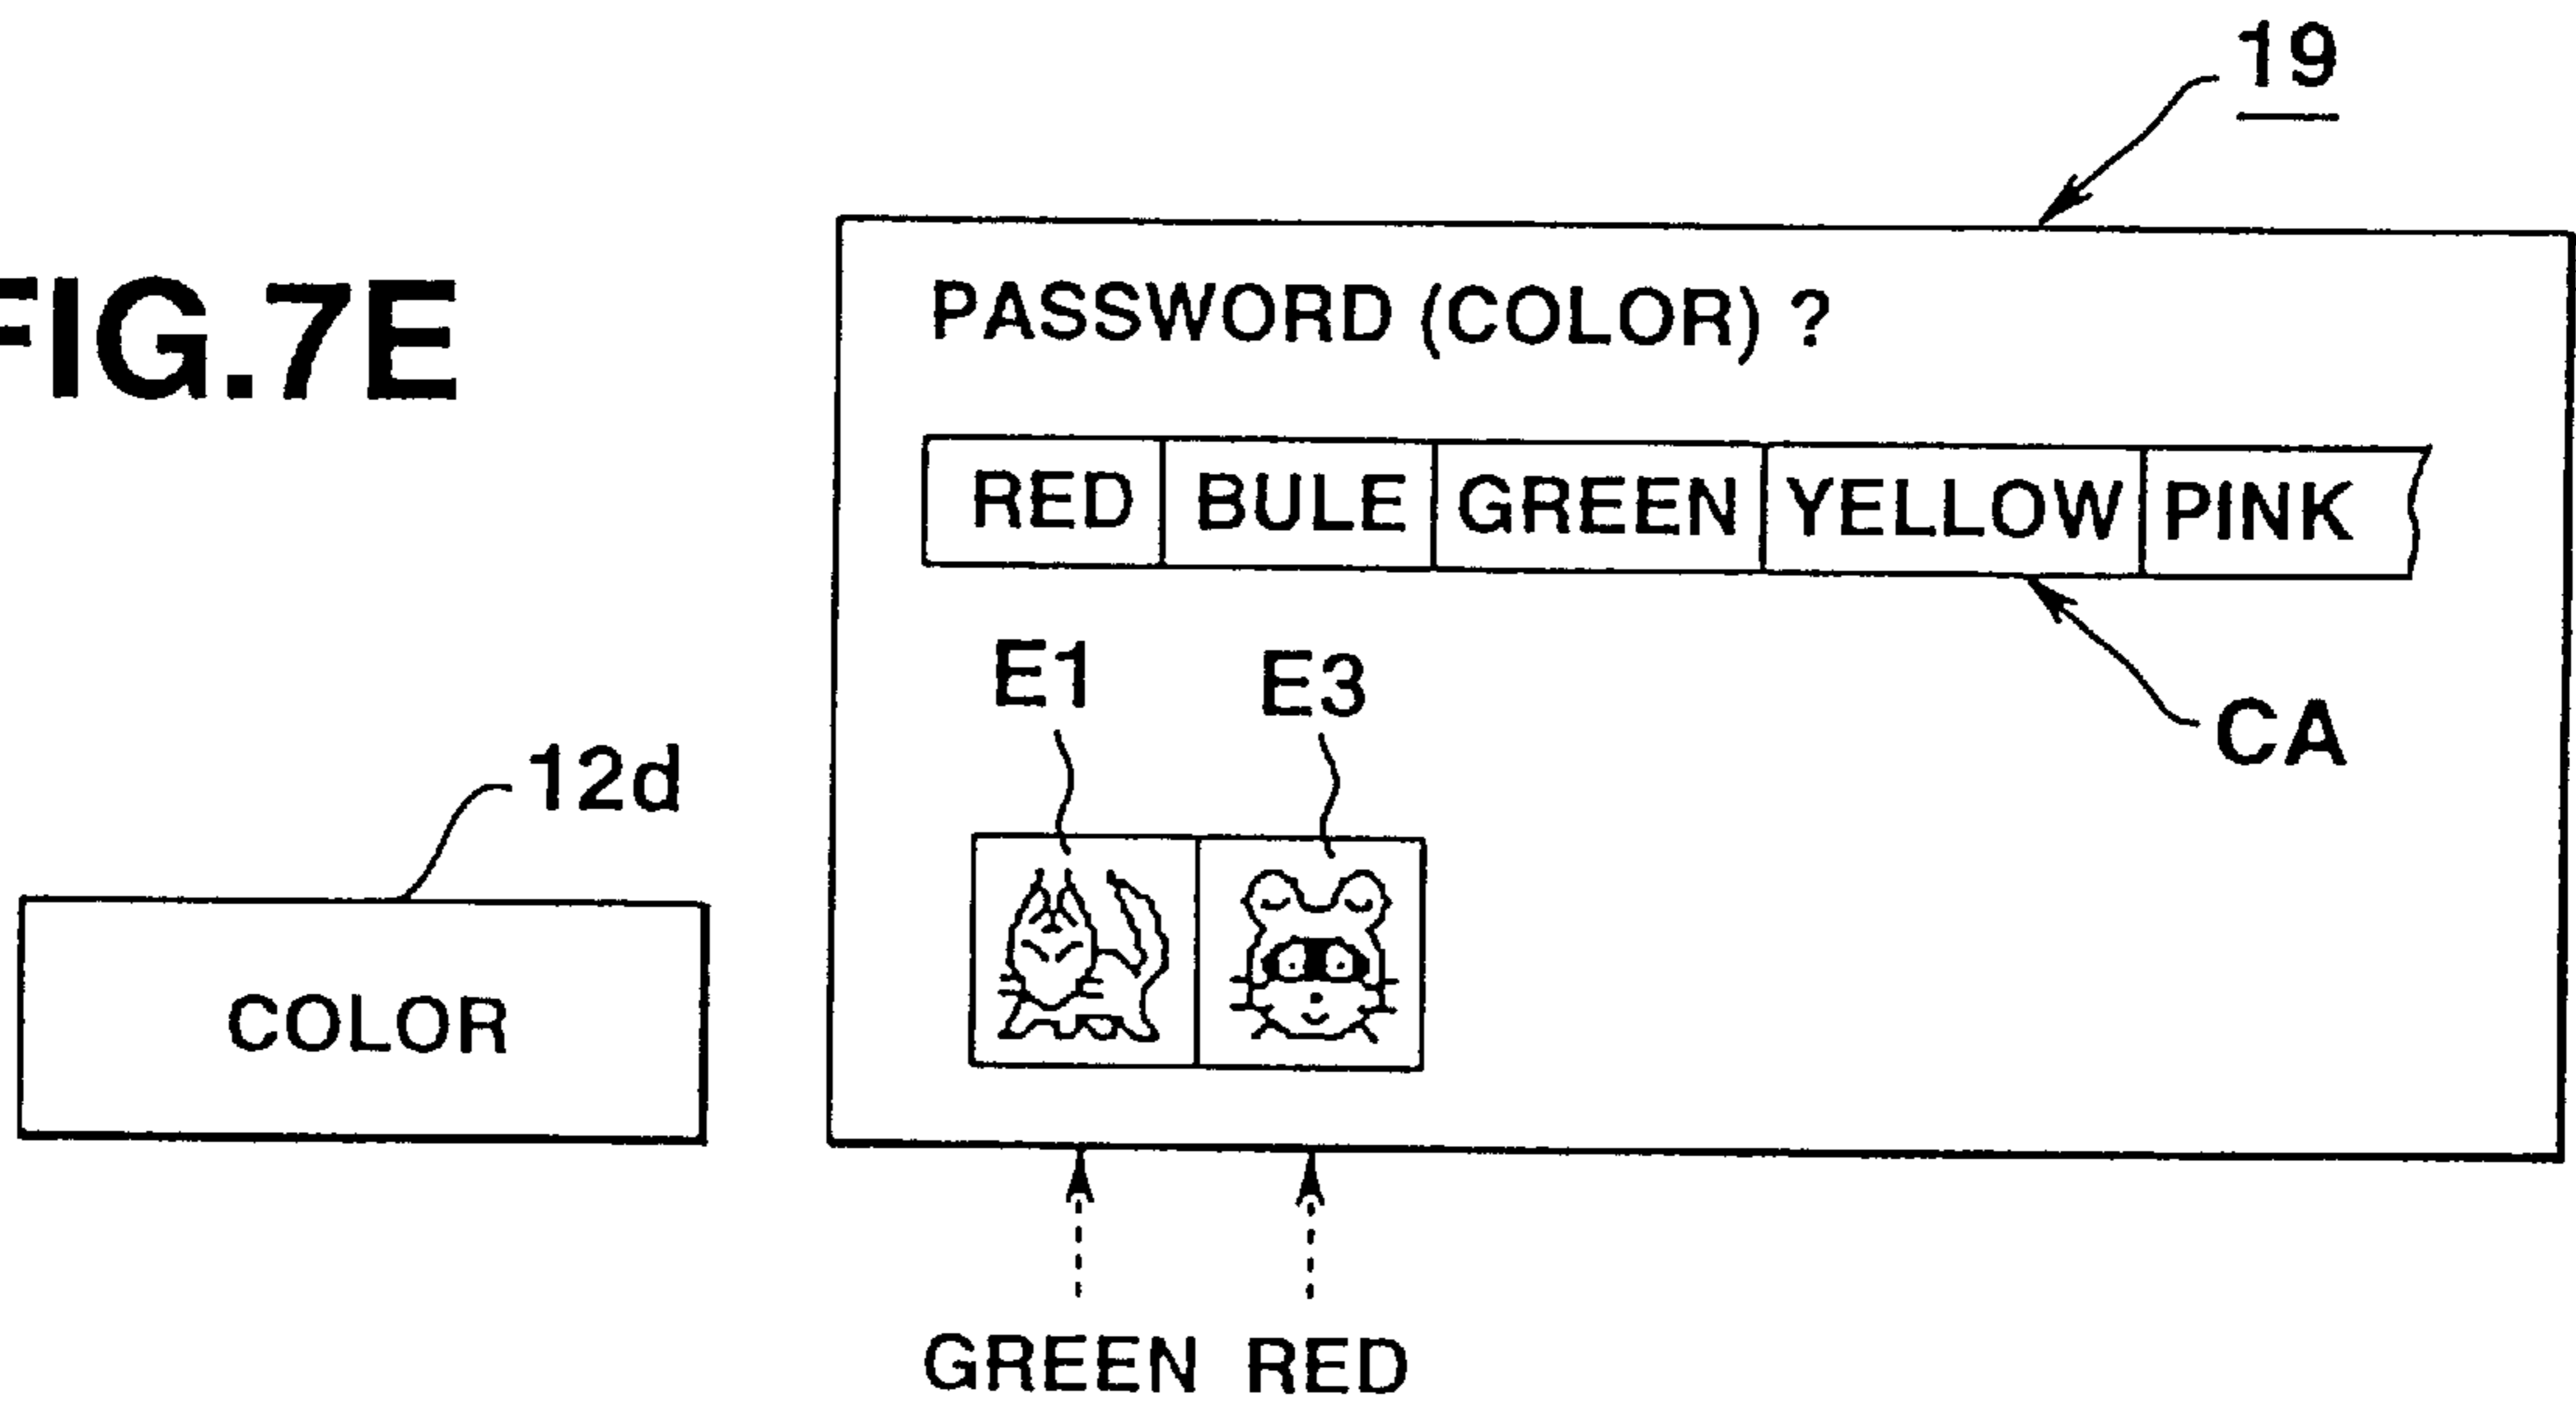 19
FIG.7E
PASSWORD (COLOR) ?
RED BULE GREEN YELLOW PINK
E1 E3
CA
12d
COLOR
GREEN RED